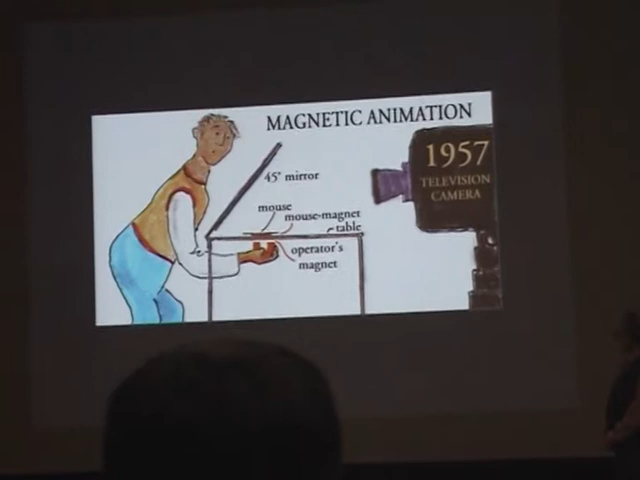 MAGNETIC ANIMATION
1957
TELEVISION
CAMERA
45° mirror
mouse
mouse-magnet
table
operator's
magnet